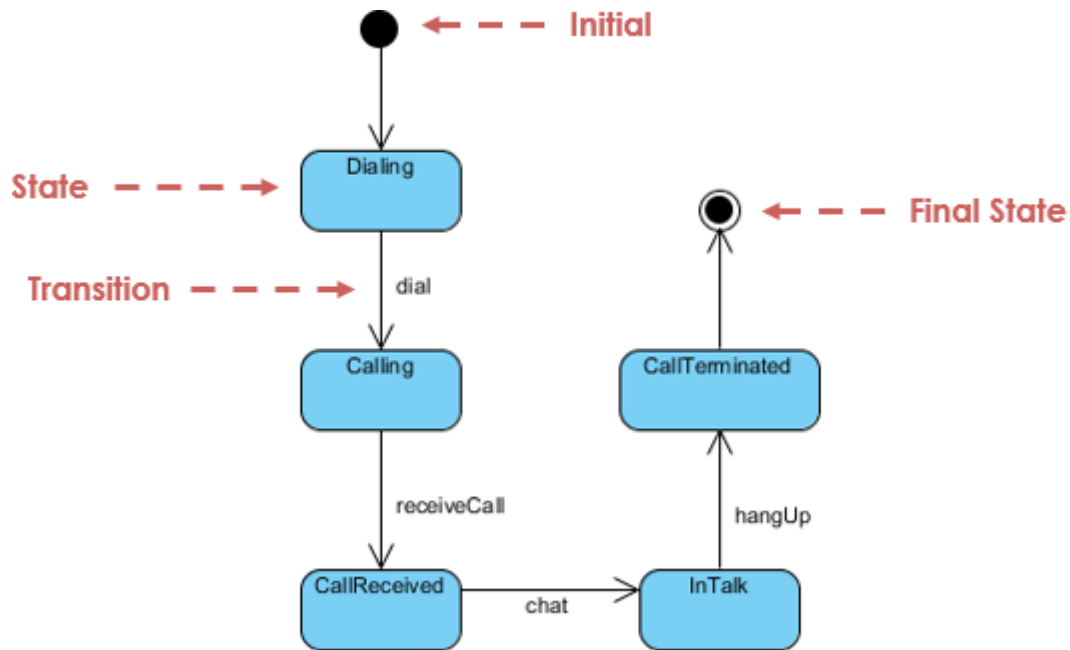 Initial
Dialing
State
Final State
Transition
dial
Calling
CallTerminated
receiveCall
hangUp
CallReceived
InTalk
chat